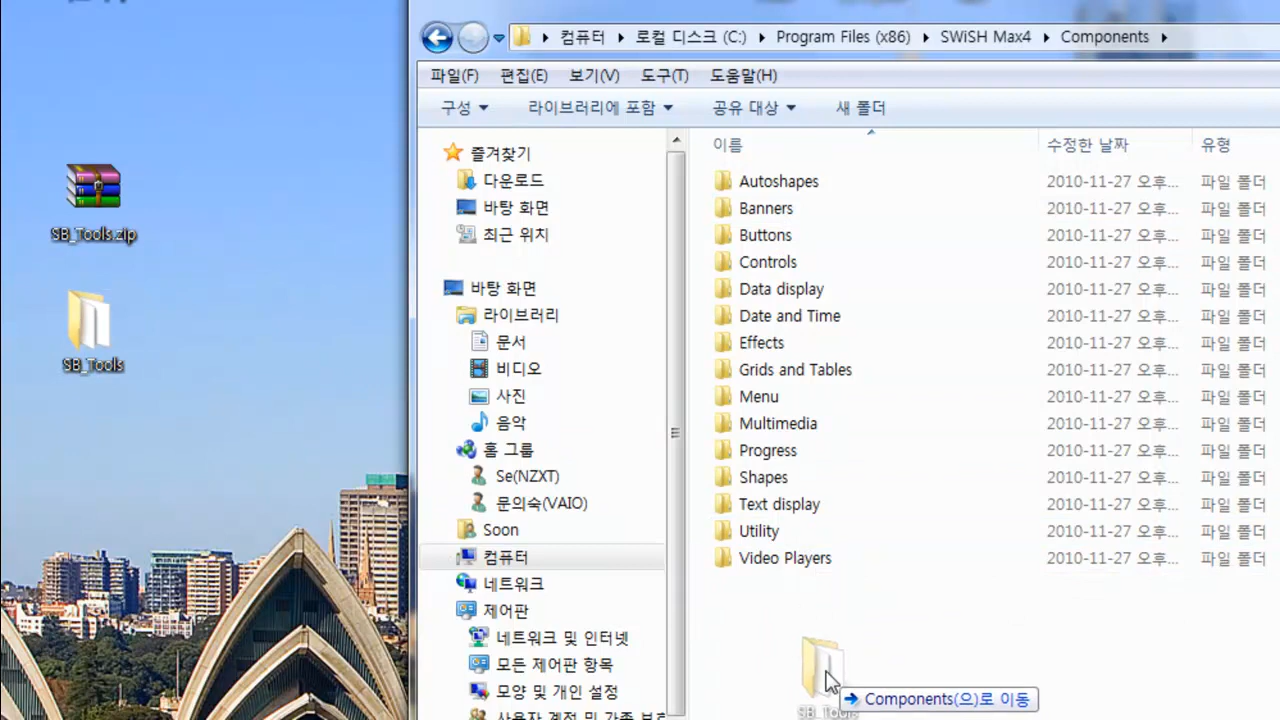 SB_Tools.zip
SB_Tools
컴퓨터 로컬 디스크 (C:) Program Files (x86) SWiSH Max4 Components
파일(F) 편집(E) 보기(V) 도구(T) 도움말(H)
구성 라이브러리에 포함 공유 대상 새 폴더
즐겨찾기
다운로드
바탕 화면
최근 위치
바탕 화면
라이브러리
문서
비디오
사진
음악
홈 그룹
Se(NZXT)
문의숙(VAIO)
Soon
컴퓨터
네트워크
제어판
네트워크 및 인터넷
모든 제어판 항목
모양 및 개인 설정
사용자 계정 및 가족 보호
이름 수정한 날짜 유형
Autoshapes 2010-11-27 오후... 파일 폴더
Banners 2010-11-27 오후... 파일 폴더
Buttons 2010-11-27 오후... 파일 폴더
Controls 2010-11-27 오후... 파일 폴더
Data display 2010-11-27 오후... 파일 폴더
Date and Time 2010-11-27 오후... 파일 폴더
Effects 2010-11-27 오후... 파일 폴더
Grids and Tables 2010-11-27 오후... 파일 폴더
Menu 2010-11-27 오후... 파일 폴더
Multimedia 2010-11-27 오후... 파일 폴더
Progress 2010-11-27 오후... 파일 폴더
Shapes 2010-11-27 오후... 파일 폴더
Text display 2010-11-27 오후... 파일 폴더
Utility 2010-11-27 오후... 파일 폴더
Video Players 2010-11-27 오후... 파일 폴더
Components(으)로 이동
SB_Tools